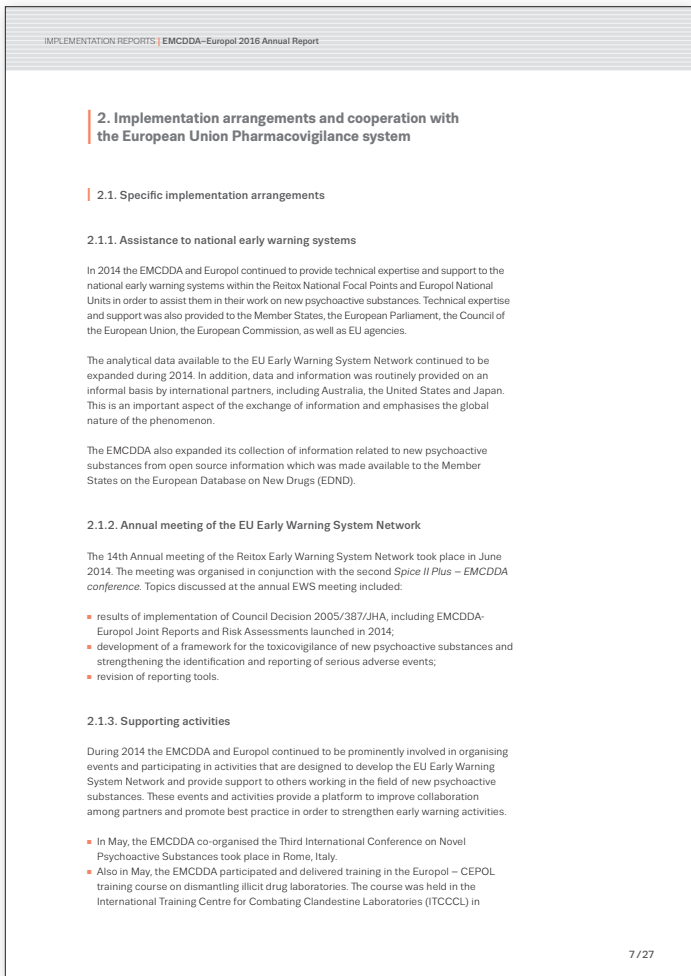 IMPLEMENTATION REPORTS | EMCDDA–Europol 2016 Annual Report
2. Implementation arrangements and cooperation with
the European Union Pharmacovigilance system
2.1. Specific implementation arrangements
2.1.1. Assistance to national early warning systems
In 2014 the EMCDDA and Europol continued to provide technical expertise and support to the
national early warning systems within the Reitox National Focal Points and Europol National
Units in order to assist them in their work on new psychoactive substances. Technical expertise
and support was also provided to the Member States, the European Parliament, the Council of
the European Union, the European Commission, as well as EU agencies.
The analytical data available to the EU Early Warning System Network continued to be
expanded during 2014. In addition, data and information was routinely provided on an
informal basis by international partners, including Australia, the United States and Japan.
This is an important aspect of the exchange of information and emphasises the global
nature of the phenomenon.
The EMCDDA also expanded its collection of information related to new psychoactive
substances from open source information which was made available to the Member
States on the European Database on New Drugs (EDND).
2.1.2. Annual meeting of the EU Early Warning System Network
The 14th Annual meeting of the Reitox Early Warning System Network took place in June
2014. The meeting was organised in conjunction with the second Spice II Plus – EMCDDA
conference. Topics discussed at the annual EWS meeting included:
▪ results of implementation of Council Decision 2005/387/JHA, including EMCDDA-
Europol Joint Reports and Risk Assessments launched in 2014;
▪ development of a framework for the toxicovigilance of new psychoactive substances and
strengthening the identification and reporting of serious adverse events;
▪ revision of reporting tools.
2.1.3. Supporting activities
During 2014 the EMCDDA and Europol continued to be prominently involved in organising
events and participating in activities that are designed to develop the EU Early Warning
System Network and provide support to others working in the field of new psychoactive
substances. These events and activities provide a platform to improve collaboration
among partners and promote best practice in order to strengthen early warning activities.
▪ In May, the EMCDDA co-organised the Third International Conference on Novel
Psychoactive Substances took place in Rome, Italy.
▪ Also in May, the EMCDDA participated and delivered training in the Europol – CEPOL
training course on dismantling illicit drug laboratories. The course was held in the
International Training Centre for Combating Clandestine Laboratories (ITCCCL) in
7/27